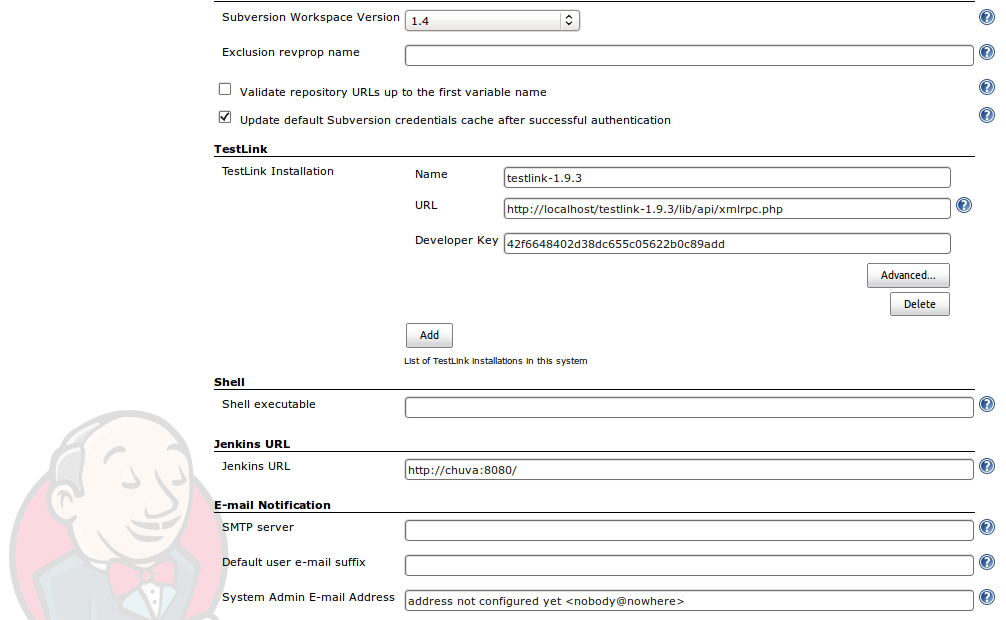 Subversion Workspace Version 1.4
Exclusion revprop name
Validate repository URLs up to the first variable name
Update default Subversion credentials cache after successful authentication
TestLink
TestLink Installation Name testlink-1.9.3
URL http://localhost/testlink-1.9.3/lib/api/xmlrpc.php
Developer Key 42f6648402d38dc655c05622b0c89add
Advanced...
Delete
Add
List of TestLink installations in this system
Shell
Shell executable
Jenkins URL
Jenkins URL http://chuva:8080/
E-mail Notification
SMTP server
Default user e-mail suffix
System Admin E-mail Address address not configured yet <nobody@nowhere>